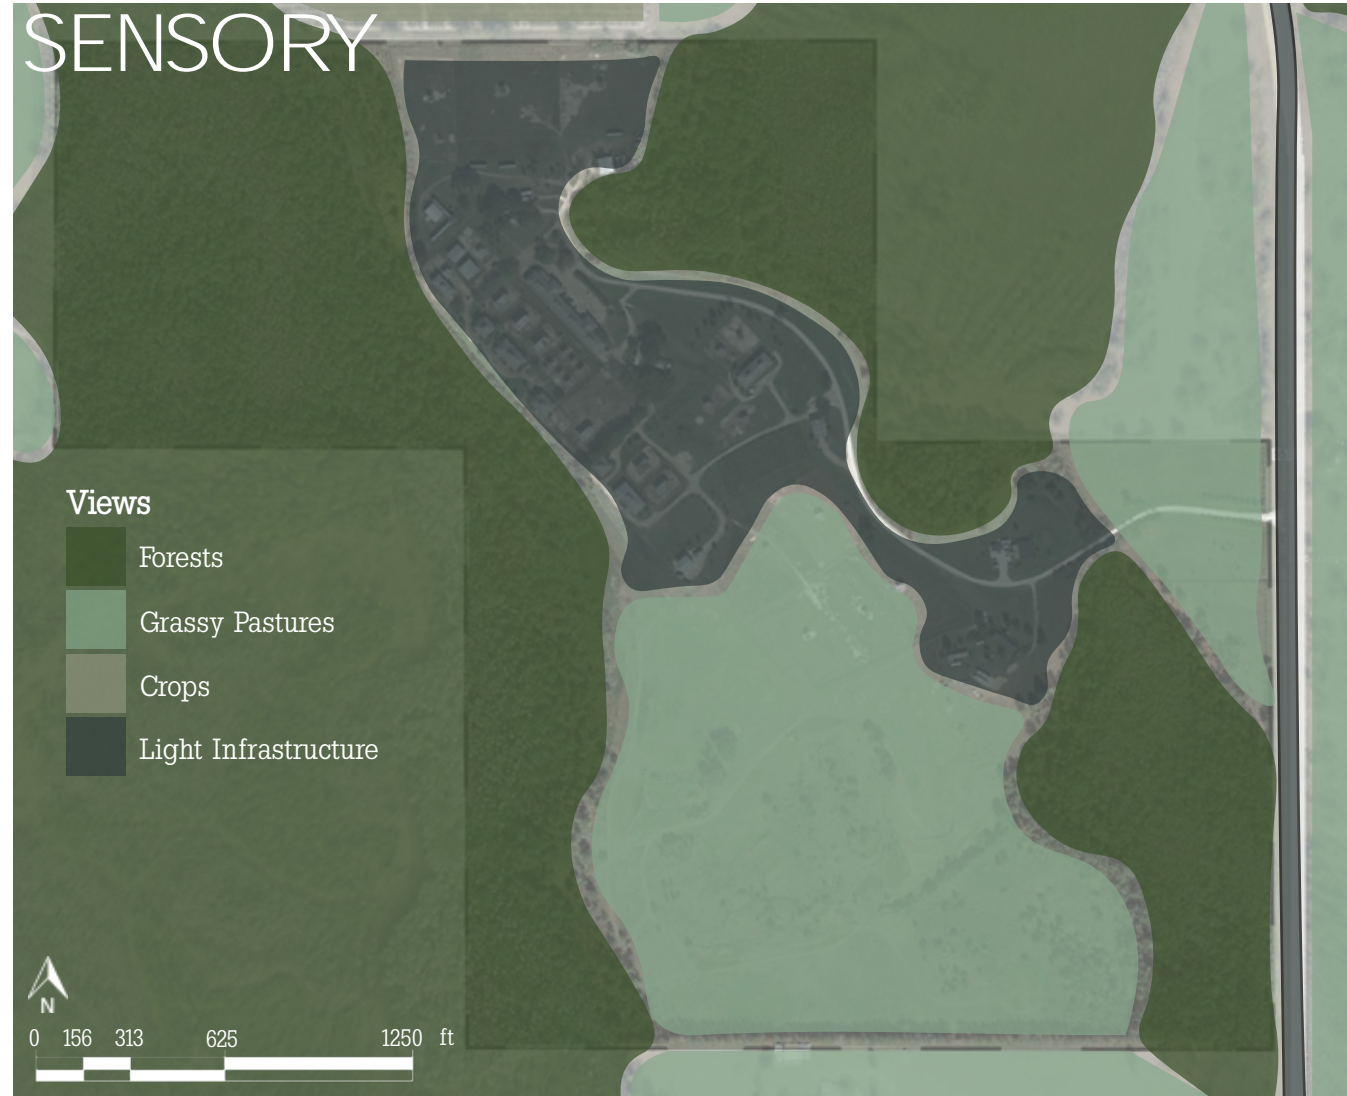 SENSORY
Views
Forests
Grassy Pastures
Crops
Light Infrastructure
N
0 156 313 625 1250 ft